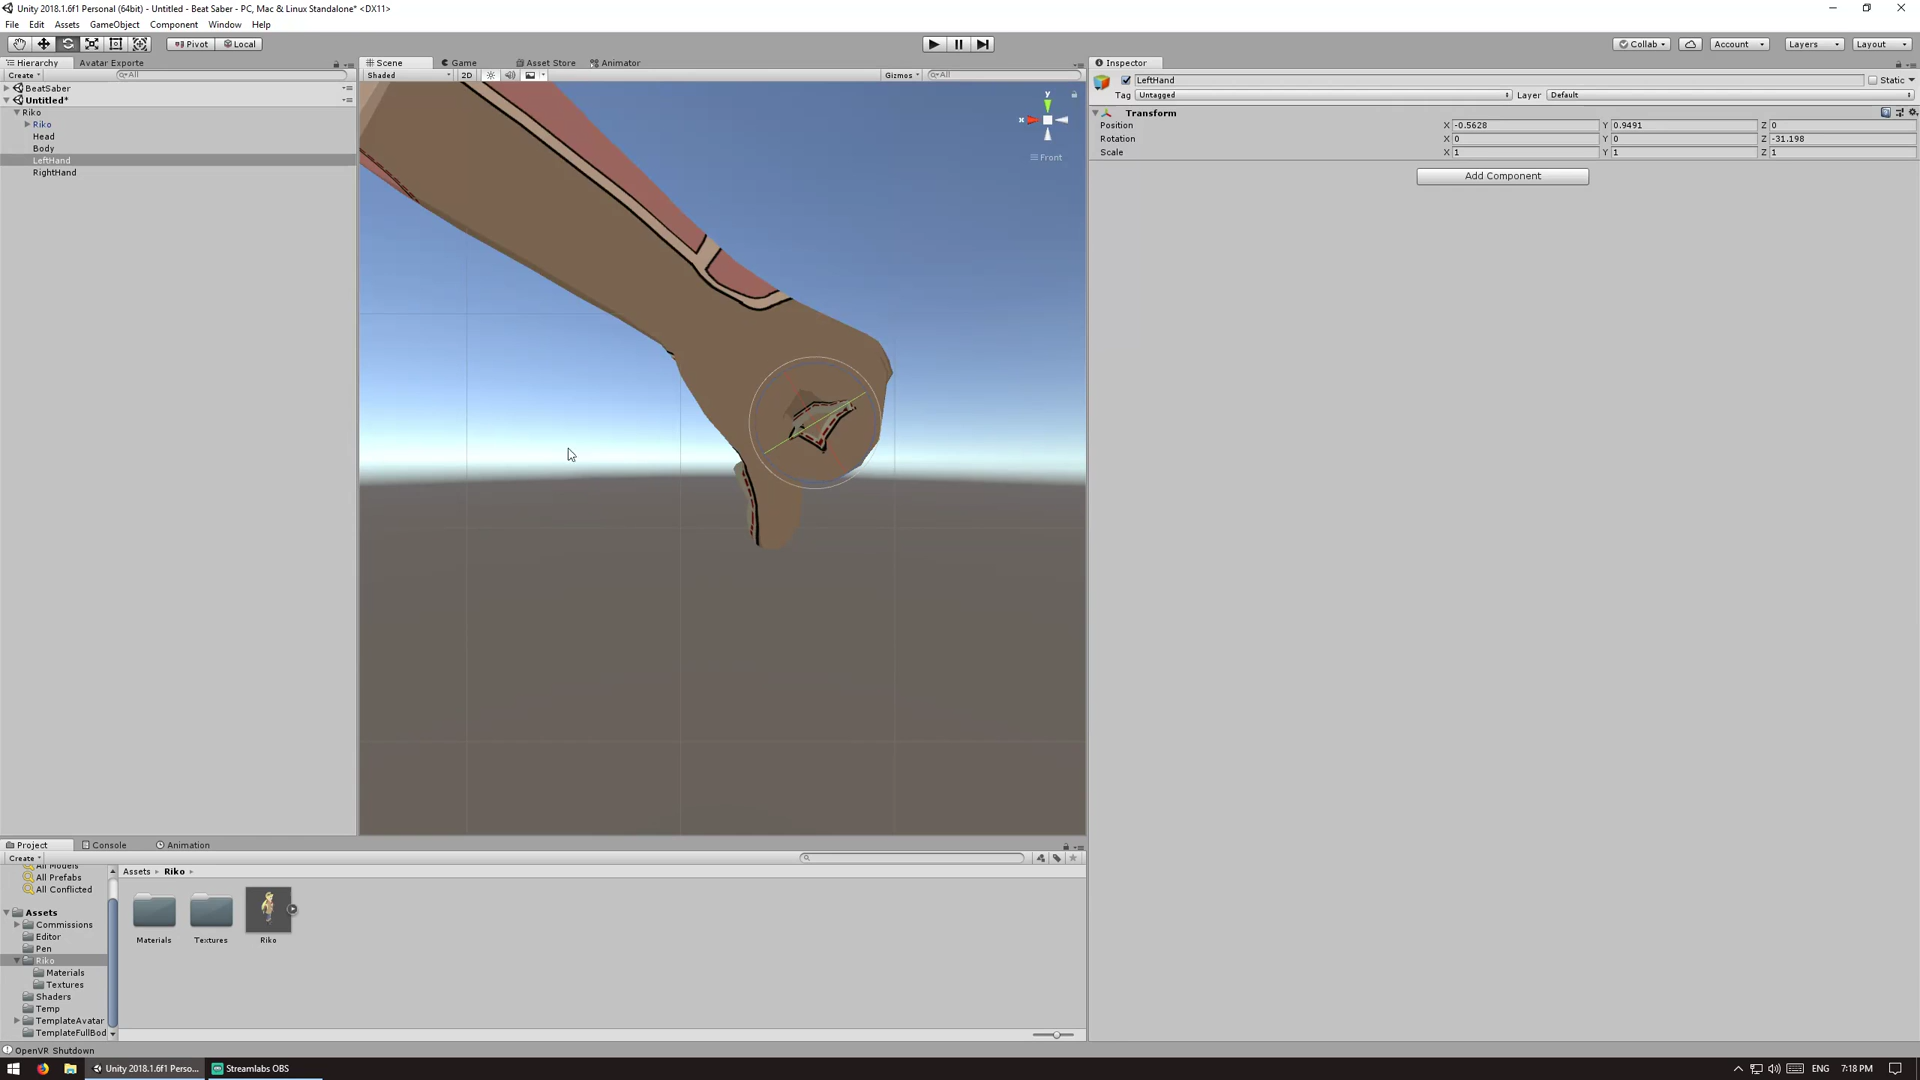 Unity 2018.1.6f1 Personal (64bit) - Untitled - Beat Saber - PC, Mac & Linux Standalone* <DX11>
File Edit Assets GameObject Component Window Help
Pivot Local Collab Account Layers Layout
Hierarchy Avatar Exporte Scene Game Asset Store Animator Inspector
Create All Shaded 2D Gizmos All
LeftHand Static
Tag Untagged Layer Default
BeatSaber
Untitled*
Riko
Riko
Head
Body
LeftHand
RightHand
y
x
Front
Transform
Position X -0.5628 Y 0.9491 Z 0
Rotation X 0 Y 0 Z -31.198
Scale X 1 Y 1 Z 1
Add Component
Project Console Animation
Create
All Models
All Prefabs
All Conflicted
Assets
Commissions
Editor
Pen
Riko
Materials
Textures
Shaders
Temp
TemplateAvatar
TemplateFullBod
Assets Riko
Materials Textures Riko
OpenVR Shutdown
Unity 2018.1.6f1 Perso... Streamlabs OBS ENG 7:18 PM